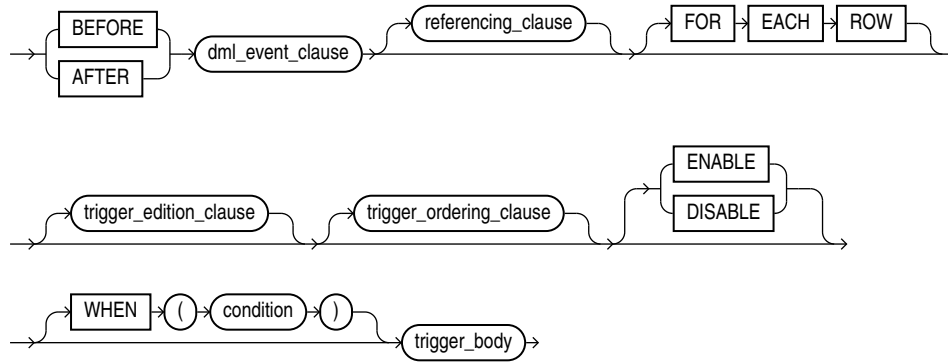 BEFORE
AFTER
dml_event_clause
referencing_clause
FOR EACH ROW
trigger_edition_clause
trigger_ordering_clause
ENABLE
DISABLE
WHEN ( condition )
trigger_body